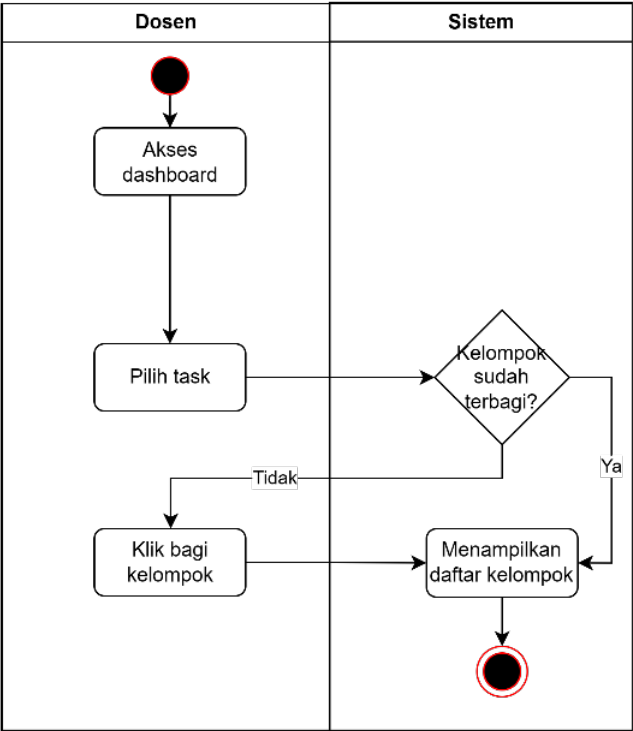 Dosen
Sistem
Akses
dashboard
Pilih task
Kelompok
sudah
terbagi?
Tidak
Ya
Klik bagi
kelompok
Menampilkan
daftar kelompok